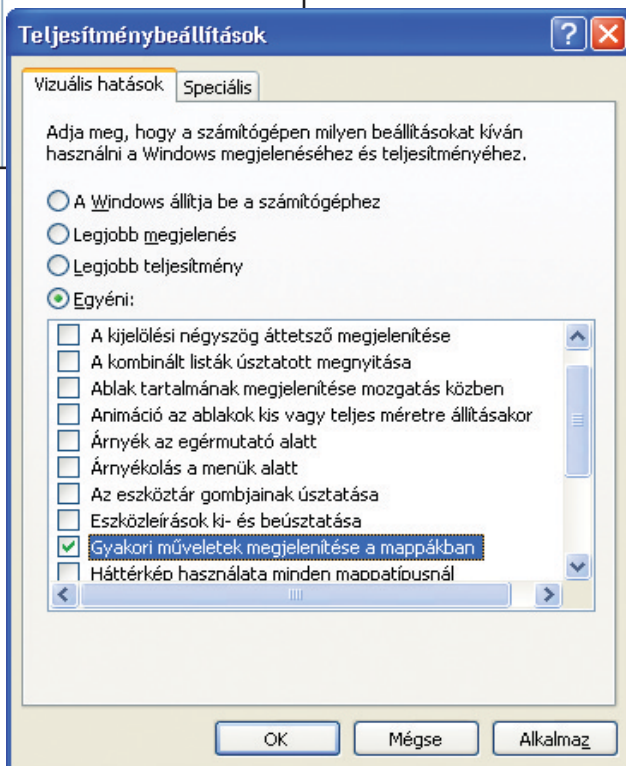 Teljesítménybeállítások
Vizuális hatások
Speciális
Adja meg, hogy a számítógépen milyen beállításokat kíván
használni a Windows megjelenéséhez és teljesítményéhez.
A Windows állítja be a számítógéphez
Legjobb megjelenés
Legjobb teljesítmény
Egyéni:
A kijelölési négyszög áttetsző megjelenítése
A kombinált listák úsztatott megnyitása
Ablak tartalmának megjelenítése mozgatás közben
Animáció az ablakok kis vagy teljes méretre állításakor
Árnyék az egérmutató alatt
Árnyékolás a menük alatt
Az eszköztár gombjainak úsztatása
Eszközleírások ki- és beúsztatása
Gyakori műveletek megjelenítése a mappákban
Háttérkép használata minden mappatípusnál
OK
Mégse
Alkalmaz